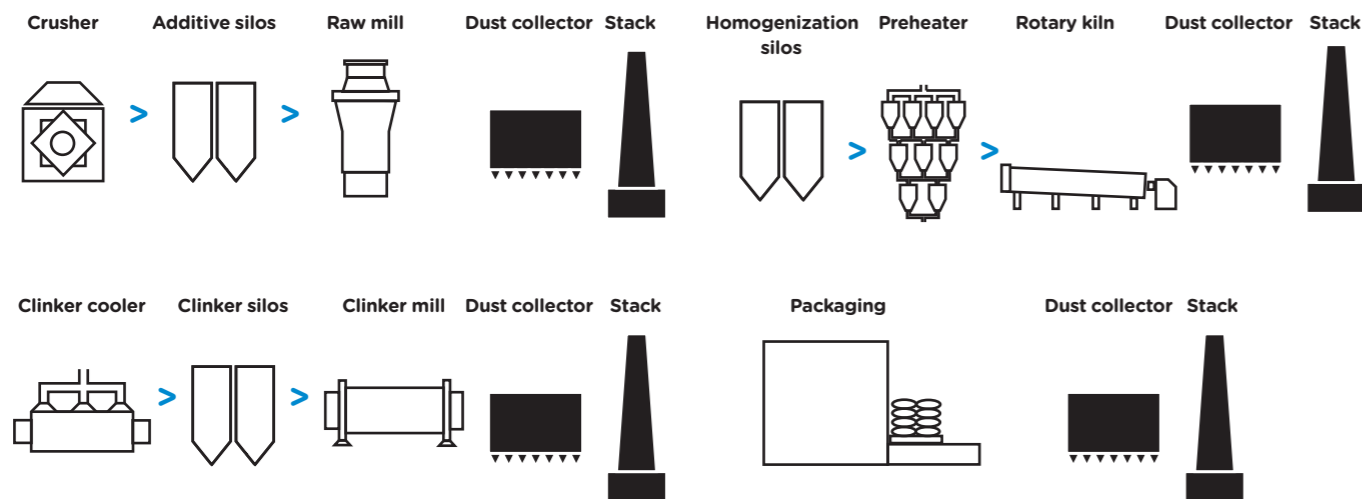 Crusher
Additive silos
Raw mill
Dust collector
Stack
Homogenization
silos
Preheater
Rotary kiln
Dust collector
Stack
Clinker cooler
Clinker silos
Clinker mill
Dust collector
Stack
Packaging
Dust collector
Stack